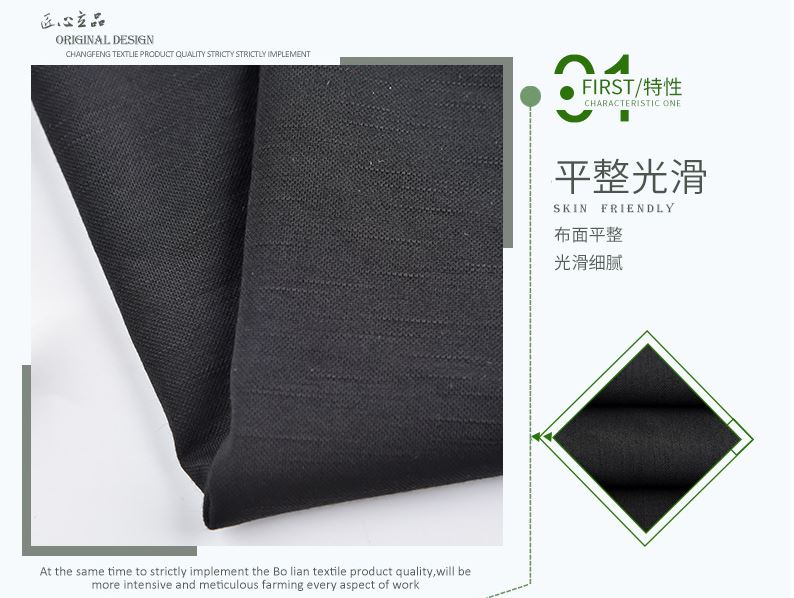 匠心立品
ORIGINAL DESIGN
CHANGFENG TEXTLIE PRODUCT QUALITY STRICTY STRICTLY IMPLEMENT
01
FIRST/特性
CHARACTERISTIC ONE
平整光滑
SKIN FRIENDLY
布面平整
光滑细腻
At the same time to strictly implement the Bo lian textile product quality,will be
more intensive and meticulous farming every aspect of work